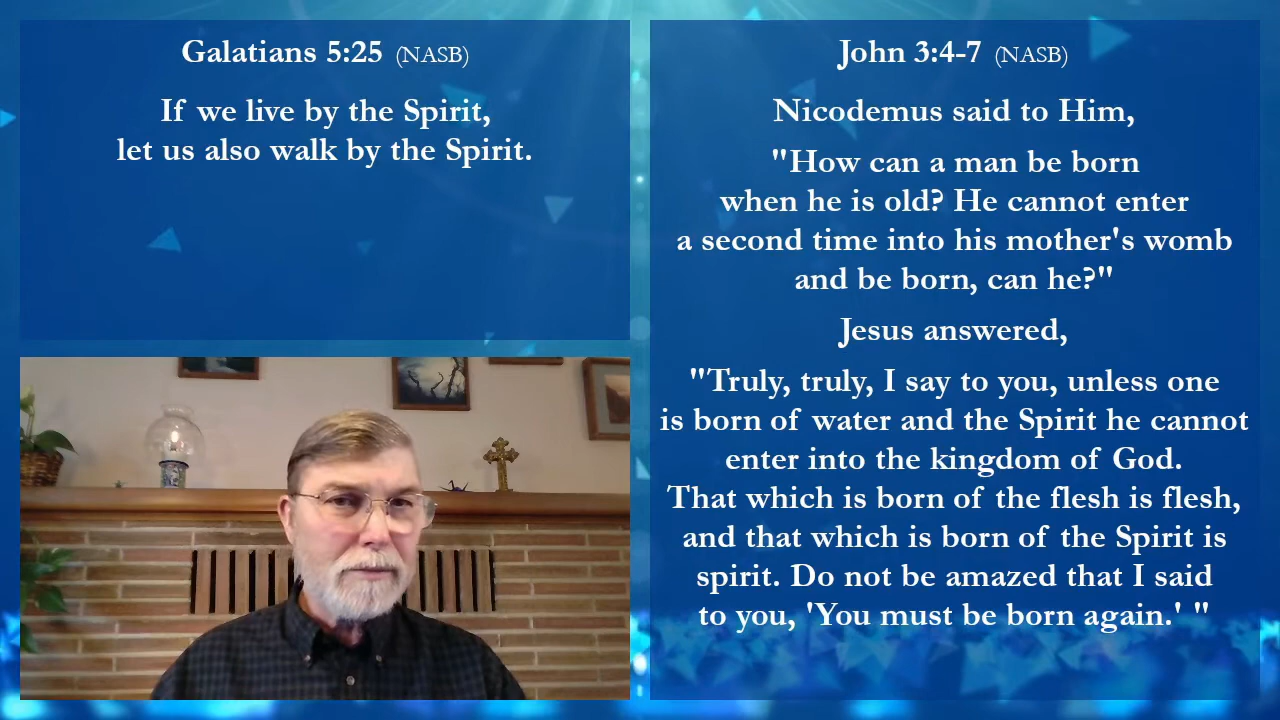 Galatians 5:25 (NASB)
If we live by the Spirit,
let us also walk by the Spirit.
John 3:4-7 (NASB)
Nicodemus said to Him,
"How can a man be born
when he is old? He cannot enter
a second time into his mother's womb
and be born, can he?"
Jesus answered,
"Truly, truly, I say to you, unless one
is born of water and the Spirit he cannot
enter into the kingdom of God.
That which is born of the flesh is flesh,
and that which is born of the Spirit is
spirit. Do not be amazed that I said
to you, 'You must be born again.' "